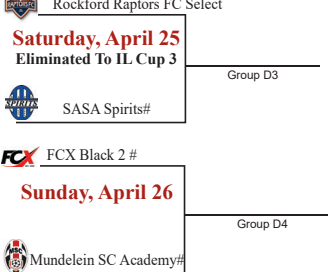 Rockford Raptors FC Select
Saturday, April 25
Eliminated To IL Cup 3
Group D3
SPIRITS
SASA Spirits#
FCX FCX Black 2 #
Sunday, April 26
Group D4
MSC
Mundelein SC Academy#